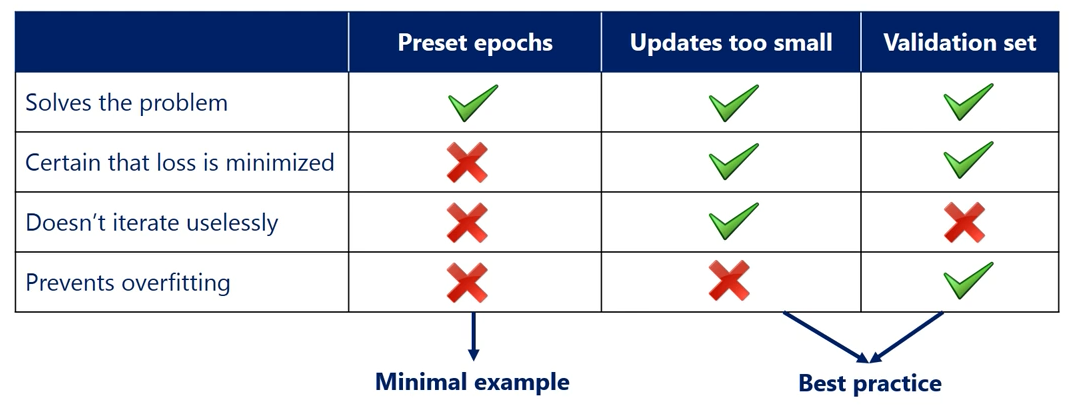 Preset epochs Updates too small Validation set
Solves the problem
Certain that loss is minimized
Doesn’t iterate uselessly
Prevents overfitting
Minimal example Best practice